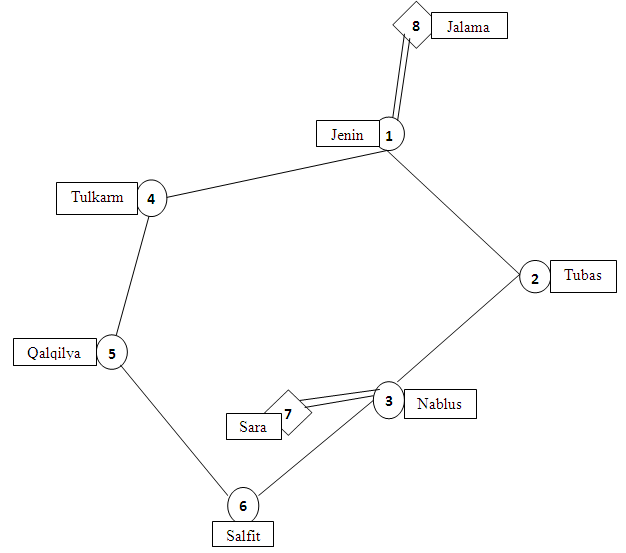 8
Jalama
Jenin
1
Tulkarm
4
2
Tubas
Qalqilya
5
3
Nablus
7
Sara
6
Salfit